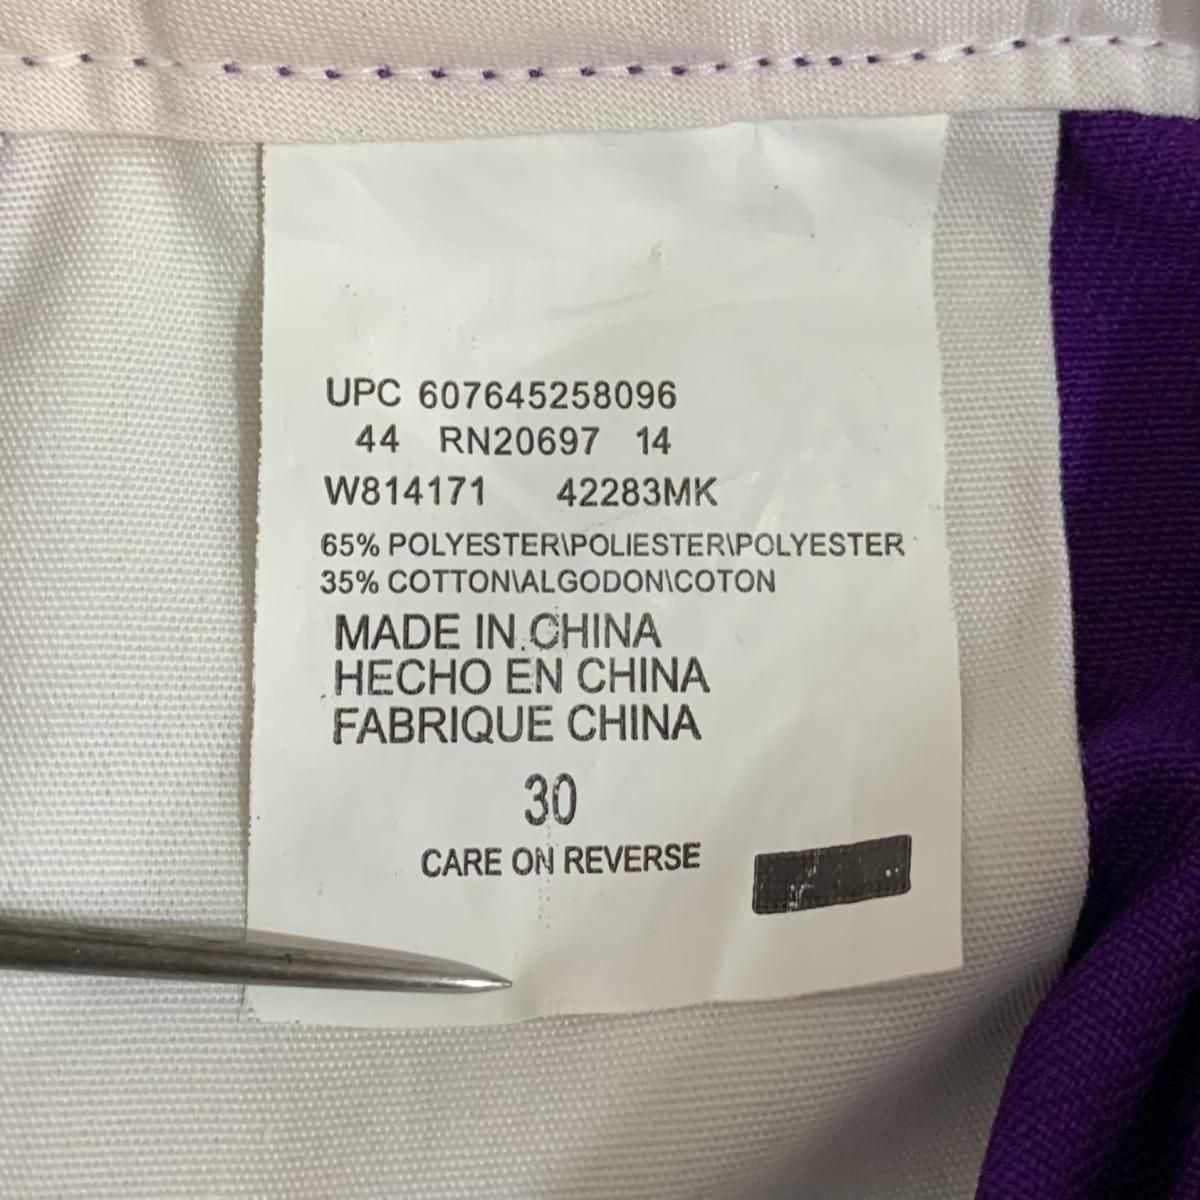 UPC 607645258096
44 RN20697 14
W814171 42283MK
65% POLYESTER\POLIESTER\POLYESTER
35% COTTON\ALGODON\COTON
MADE IN CHINA
HECHO EN CHINA
FABRIQUE CHINA
30
CARE ON REVERSE